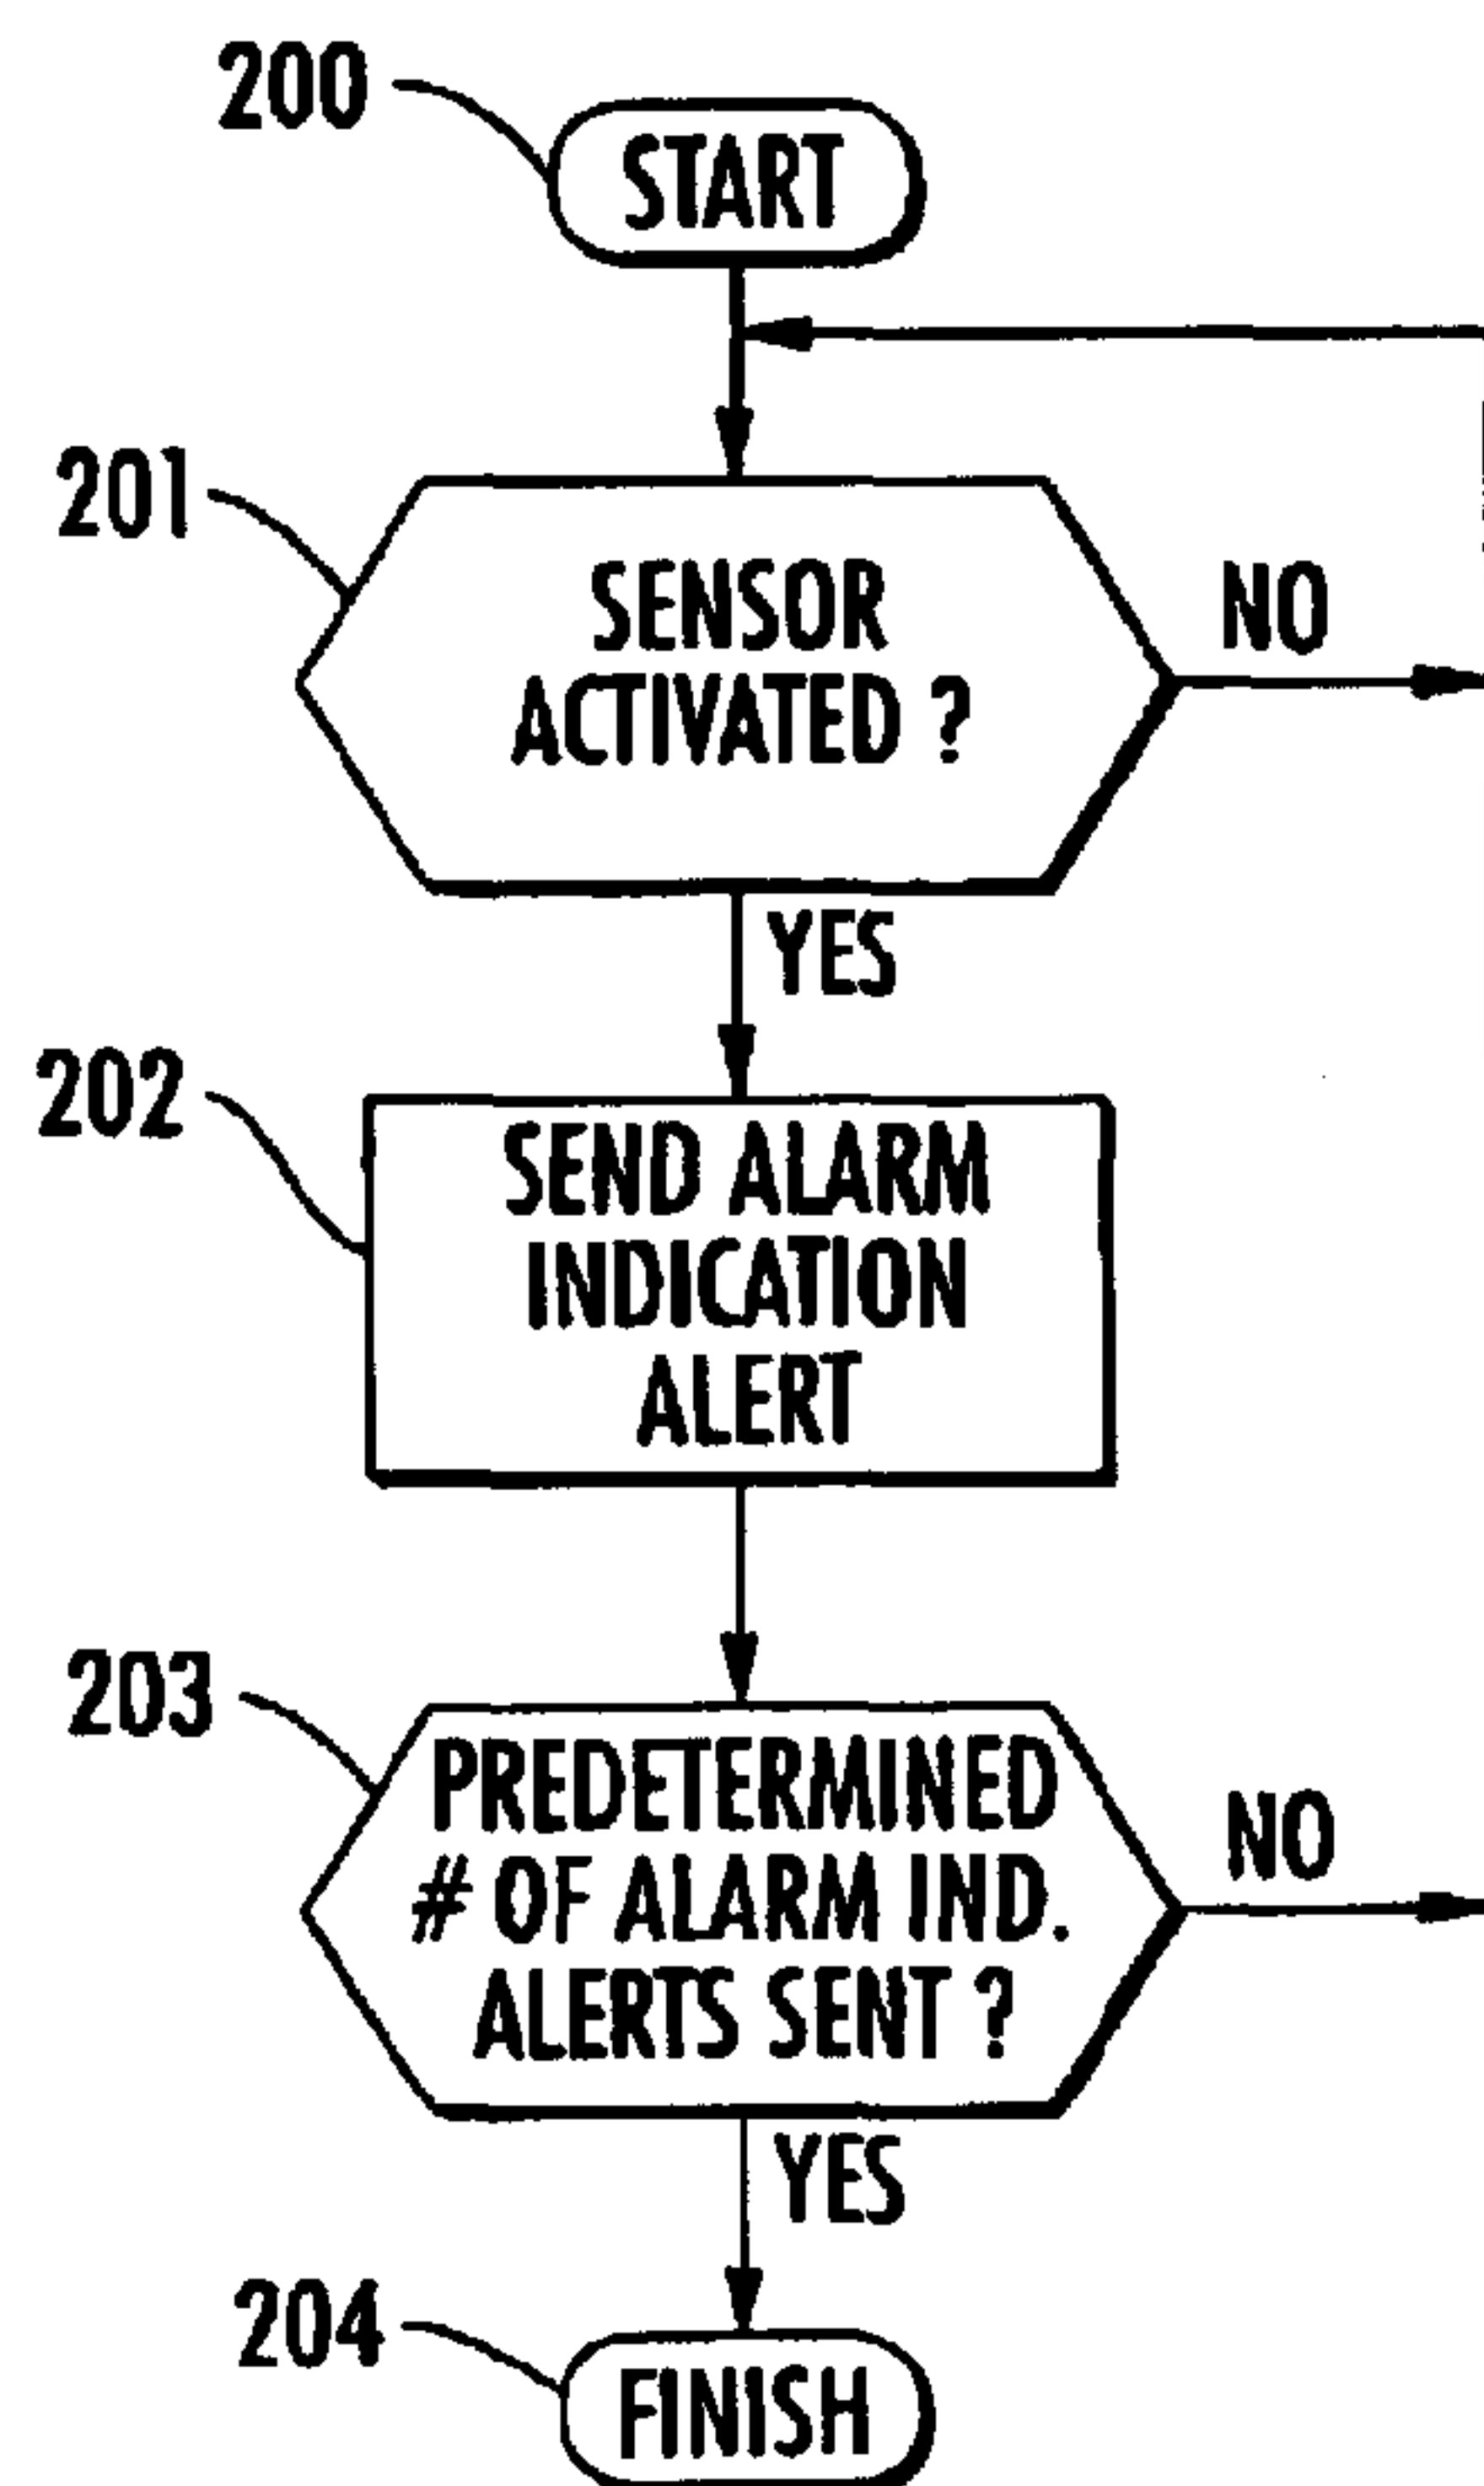 200
START
201
SENSOR
ACTIVATED ?
NO
YES
202
SEND ALARM
INDICATION
ALERT
203
PREDETERMINED
# OF ALARM IND.
ALERTS SENT ?
NO
YES
204
FINISH